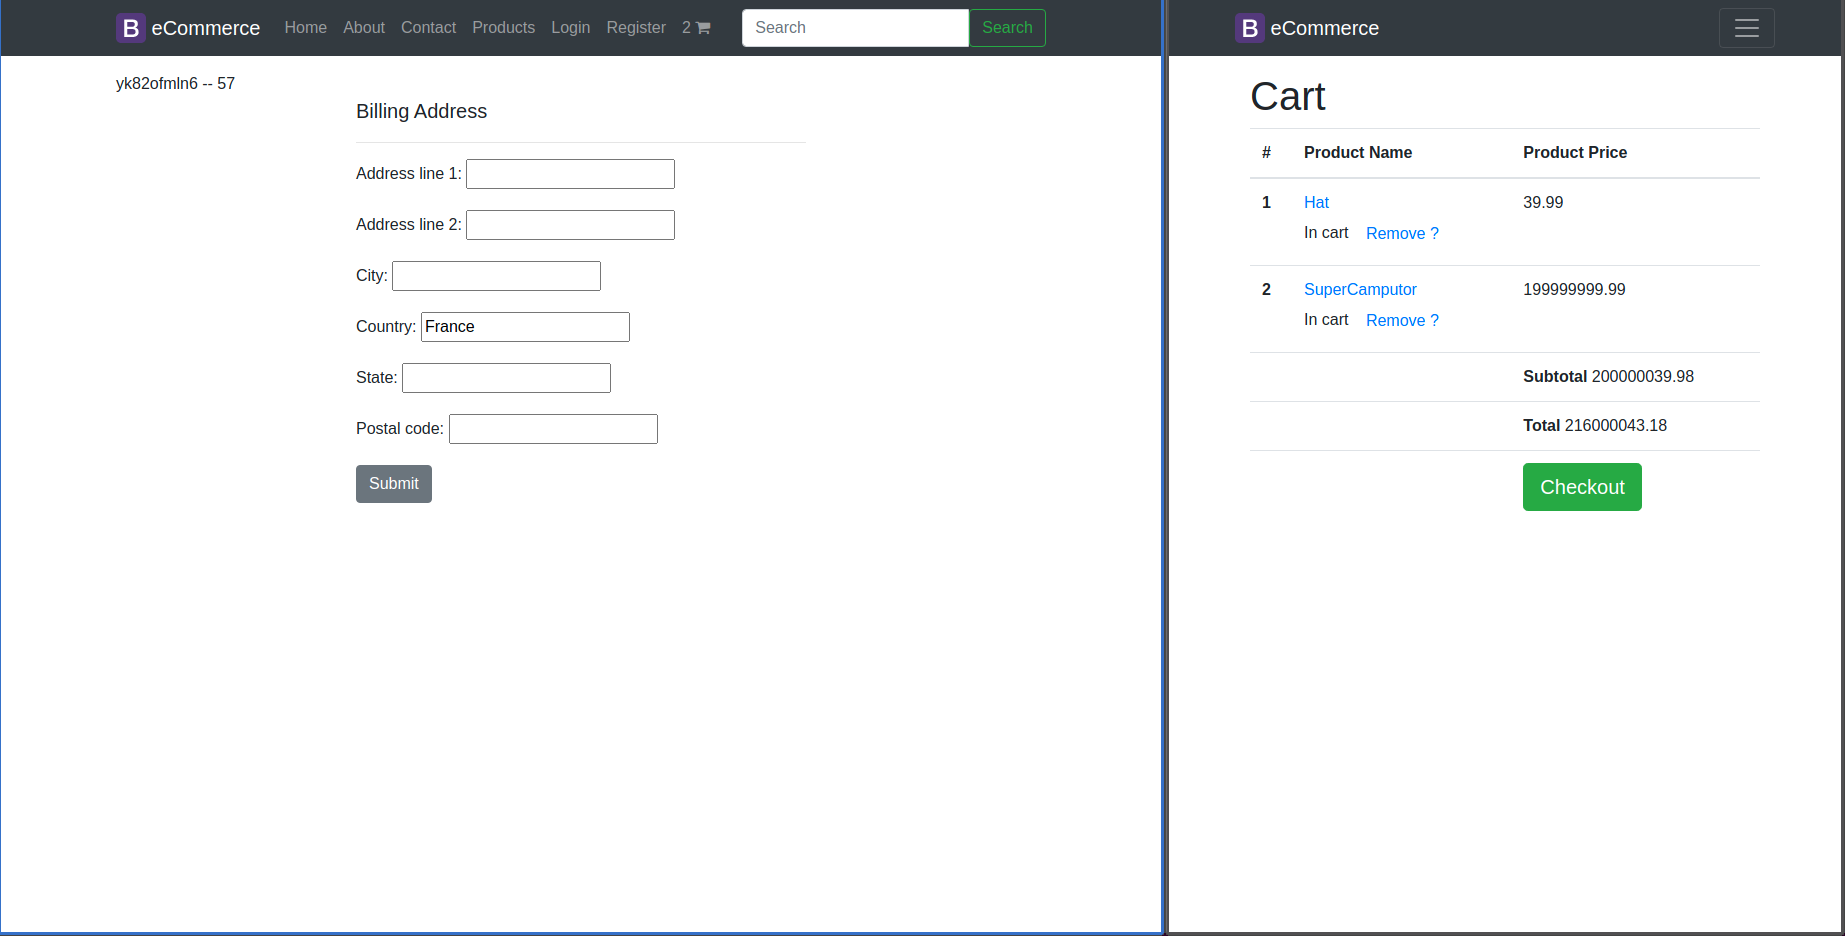 B eCommerce Home About Contact Products Login Register 2 Search Search
yk82ofmln6 -- 57
Billing Address
Address line 1:
Address line 2:
City:
Country: France
State:
Postal code:
Submit
B eCommerce
Cart
# Product Name Product Price
1 Hat 39.99
In cart Remove ?
2 SuperCamputor 199999999.99
In cart Remove ?
Subtotal 200000039.98
Total 216000043.18
Checkout